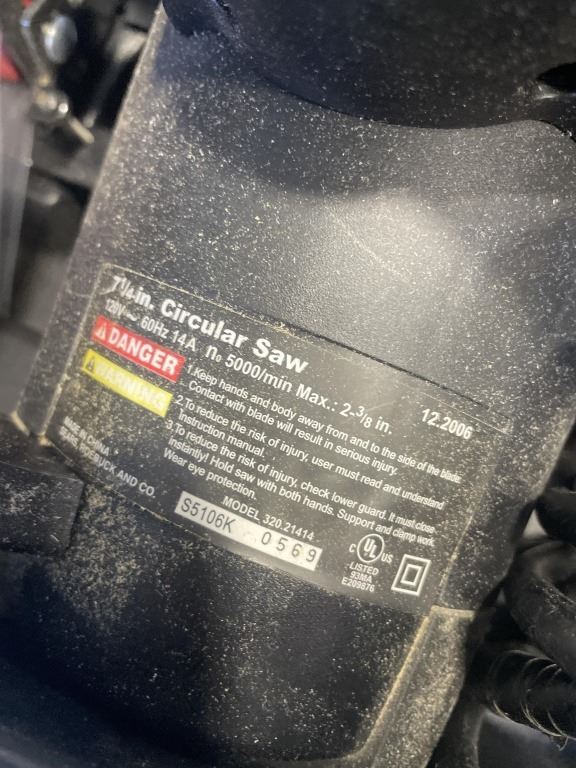 7¼in. Circular Saw
120V~ 60Hz 14A n₀ 5000/min Max.: 2-3/8 in. 12.2006
DANGER
1.Keep hands and body away from and to the side of the blade.
Contact with blade will result in serious injury.
WARNING
2.To reduce the risk of injury, user must read and understand
instruction manual.
3.To reduce the risk of injury, check lower guard. It must close
instantly! Hold saw with both hands. Support and clamp work.
Wear eye protection.
MADE IN CHINA
ROEBUCK AND CO.
MODEL 320.21414
S5106K 0569
C UL US
LISTED
93MA
E209876